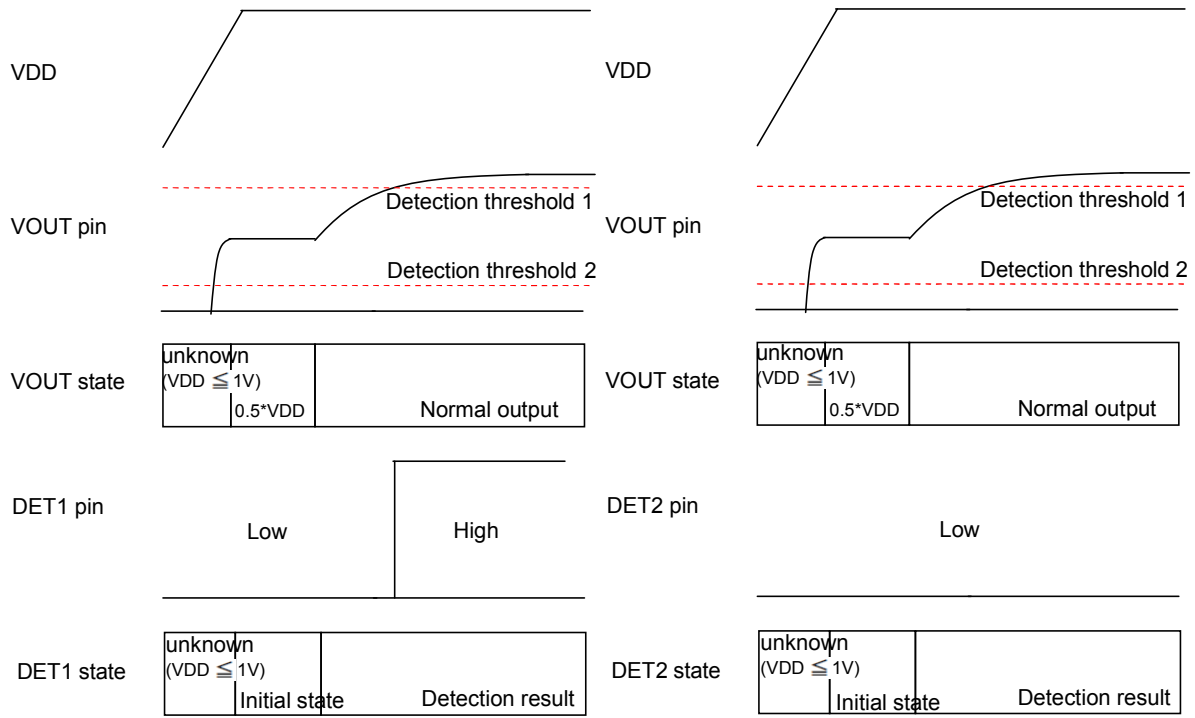 VDD
Detection threshold 1
VOUT pin
Detection threshold 2
unknown
(VDD ≦ 1V)
VOUT state
0.5*VDD
Normal output
DET1 pin
Low
High
unknown
(VDD ≦ 1V)
DET1 state
Initial state
Detection result
VDD
Detection threshold 1
VOUT pin
Detection threshold 2
unknown
(VDD ≦ 1V)
VOUT state
0.5*VDD
Normal output
DET2 pin
Low
unknown
(VDD ≦ 1V)
DET2 state
Initial state
Detection result